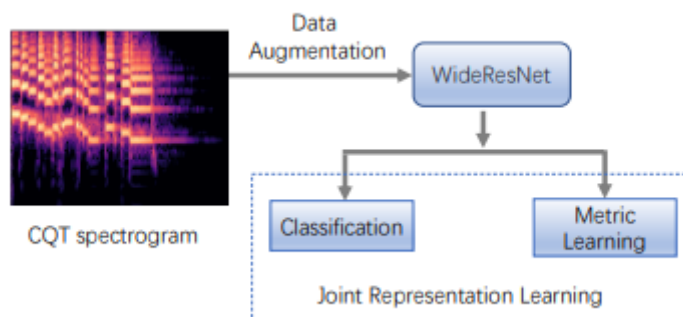 Data
Augmentation
WideResNet
CQT spectrogram
Classification
Metric
Learning
Joint Representation Learning